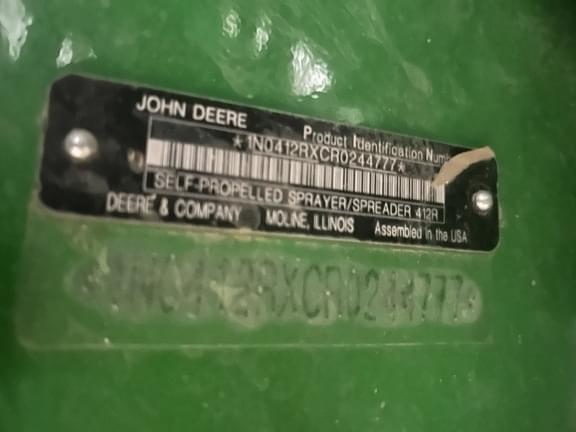 JOHN DEERE
Product Identification Num
*1N0412RXCR0244777*
SELF-PROPELLED SPRAYER/SPREADER 412R
DEERE & COMPANY MOLINE, ILLINOIS Assembled in the USA
*1N0412RXCR0244777*